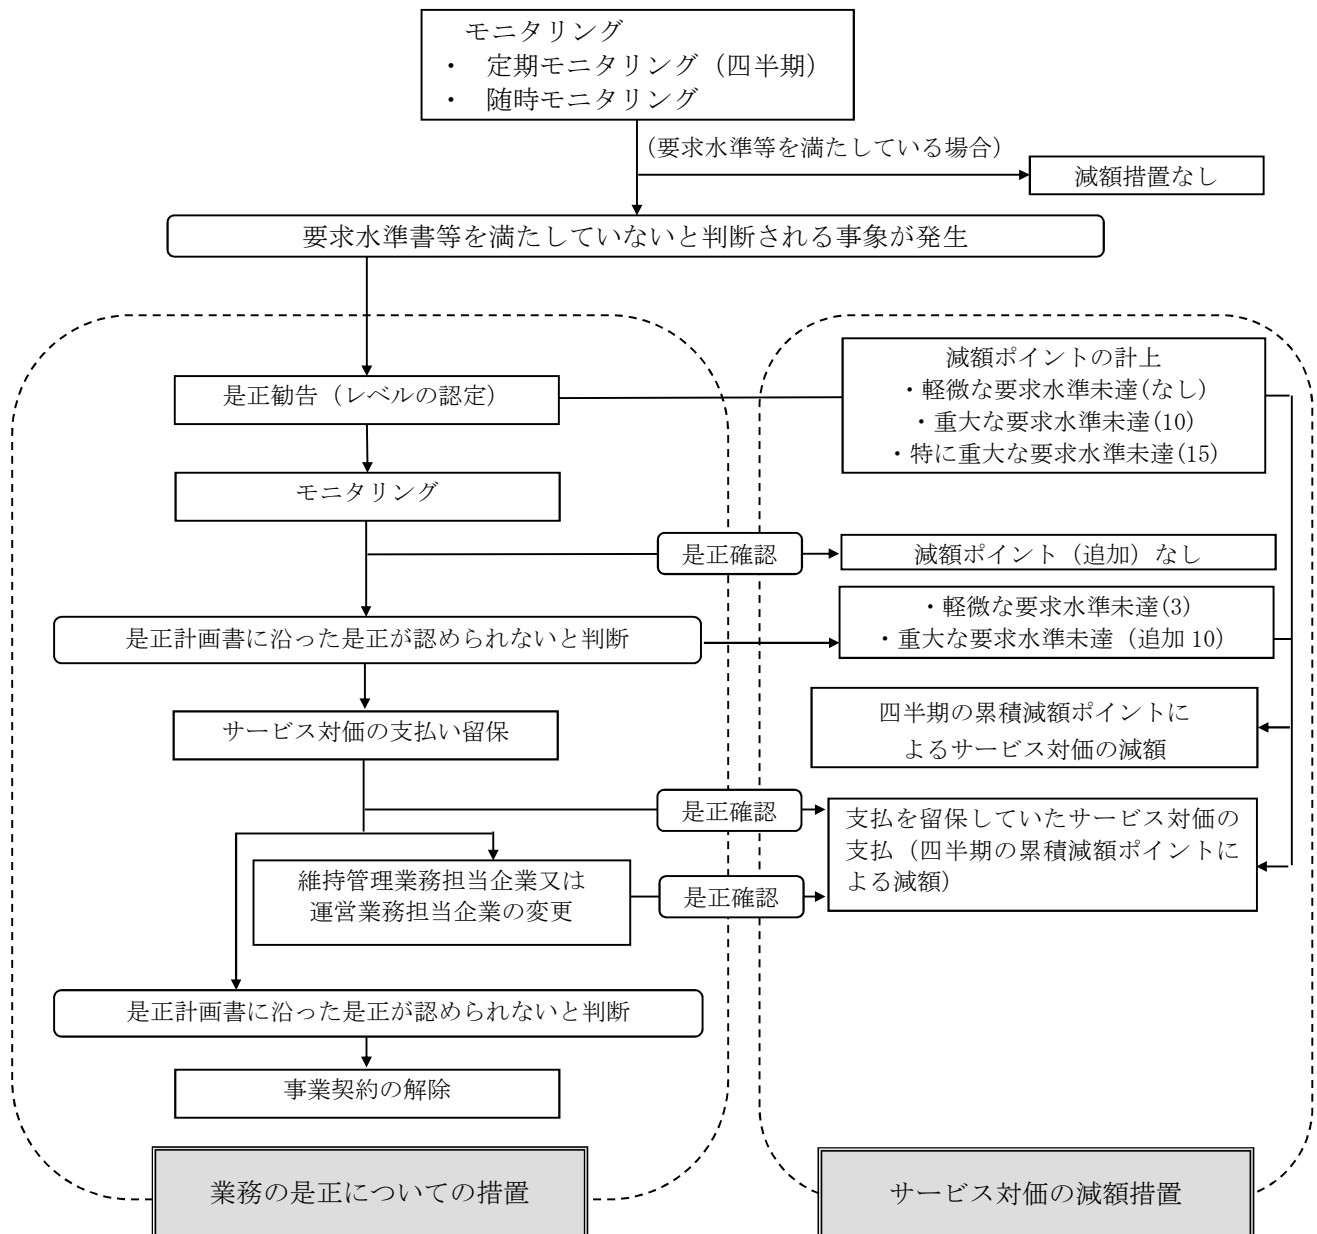 モニタリング
・ 定期モニタリング（四半期）
・ 随時モニタリング
（要求水準等を満たしている場合）
減額措置なし
要求水準書等を満たしていないと判断される事象が発生
是正勧告（レベルの認定）
減額ポイントの計上
・軽微な要求水準未達(なし)
・重大な要求水準未達(10)
・特に重大な要求水準未達(15)
モニタリング
是正確認
減額ポイント（追加）なし
是正計画書に沿った是正が認められないと判断
・軽微な要求水準未達(3)
・重大な要求水準未達（追加 10）
サービス対価の支払い留保
四半期の累積減額ポイントに
よるサービス対価の減額
是正確認
支払を留保していたサービス対価の
支払（四半期の累積減額ポイントに
よる減額）
維持管理業務担当企業又は
運営業務担当企業の変更
是正確認
是正計画書に沿った是正が認められないと判断
事業契約の解除
業務の是正についての措置
サービス対価の減額措置